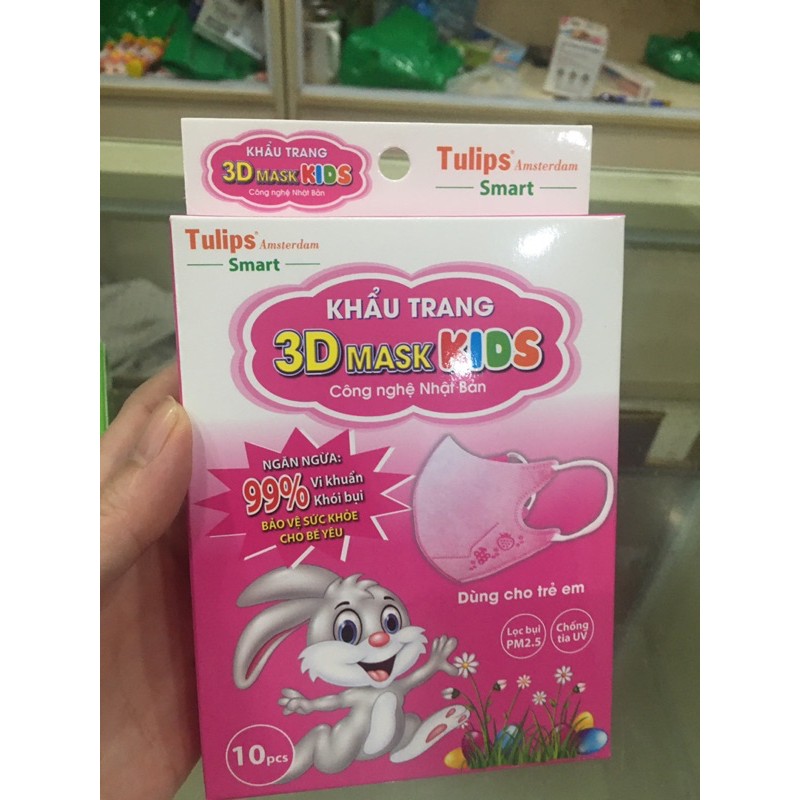 KHẨU TRANG
3D MASK KIDS
Công nghệ Nhật Bản
Tulips® Amsterdam
Smart
Tulips® Amsterdam
Smart
KHẨU TRANG
3D MASK KIDS
Công nghệ Nhật Bản
NGĂN NGỪA:
99% Vi khuẩn
Khói bụi
BẢO VỆ SỨC KHỎE
CHO BÉ YÊU
Dùng cho trẻ em
Lọc bụi
PM2.5
Chống
tia UV
10pcs